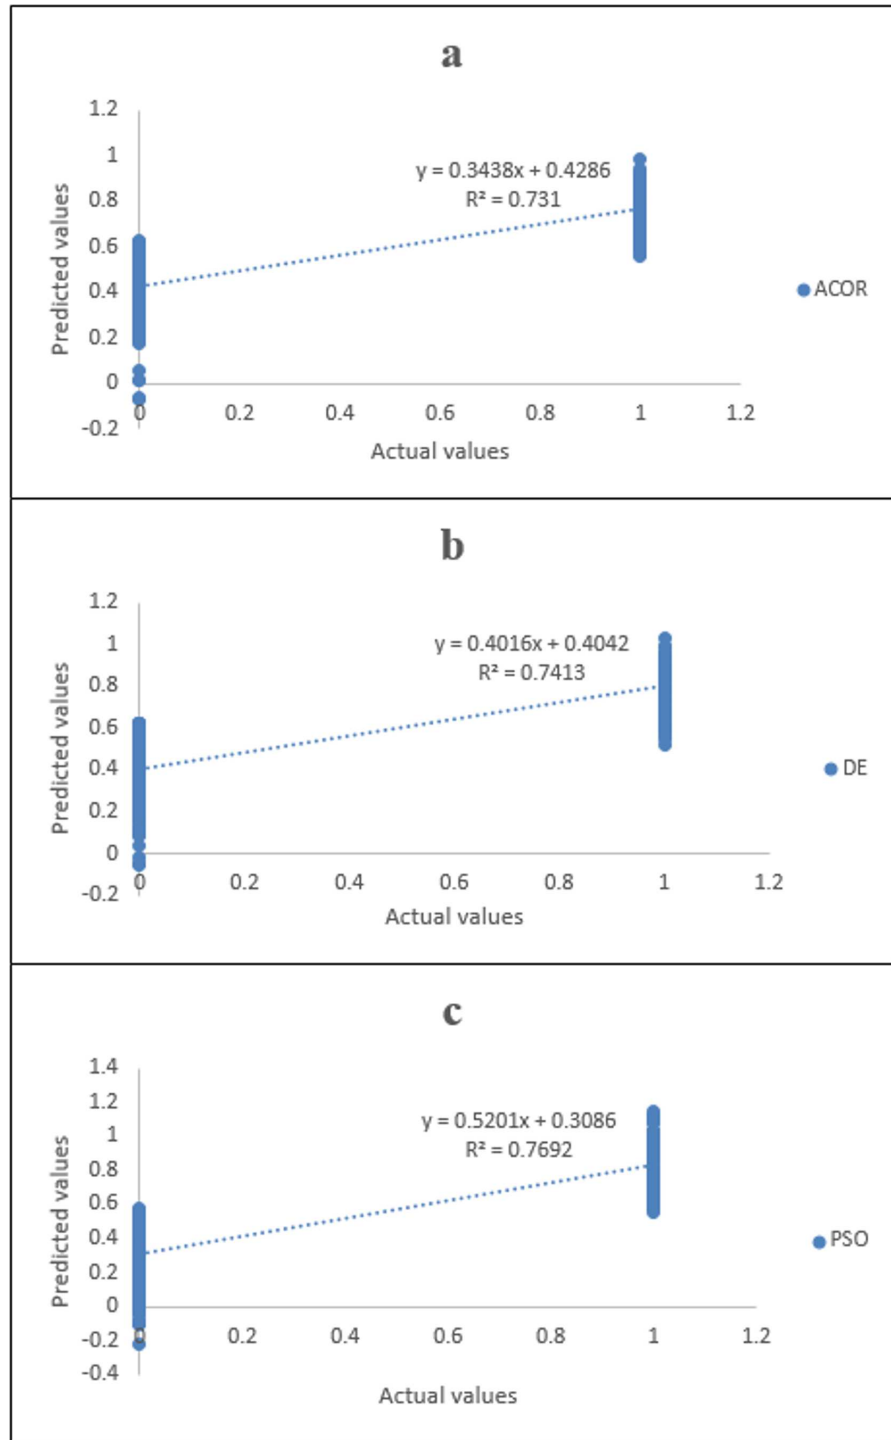 a
1.2
1
0.8
0.6
0.4
0.2
0
-0.2
Predicted values
y = 0.3438x + 0.4286
R² = 0.731
ACOR
0 0.2 0.4 0.6 0.8 1 1.2
Actual values
b
1.2
1
0.8
0.6
0.4
0.2
0
-0.2
Predicted values
y = 0.4016x + 0.4042
R² = 0.7413
DE
0 0.2 0.4 0.6 0.8 1 1.2
Actual values
c
1.4
1.2
1
0.8
0.6
0.4
0.2
0
-0.2
-0.4
Predicted values
y = 0.5201x + 0.3086
R² = 0.7692
PSO
0 0.2 0.4 0.6 0.8 1 1.2
Actual values